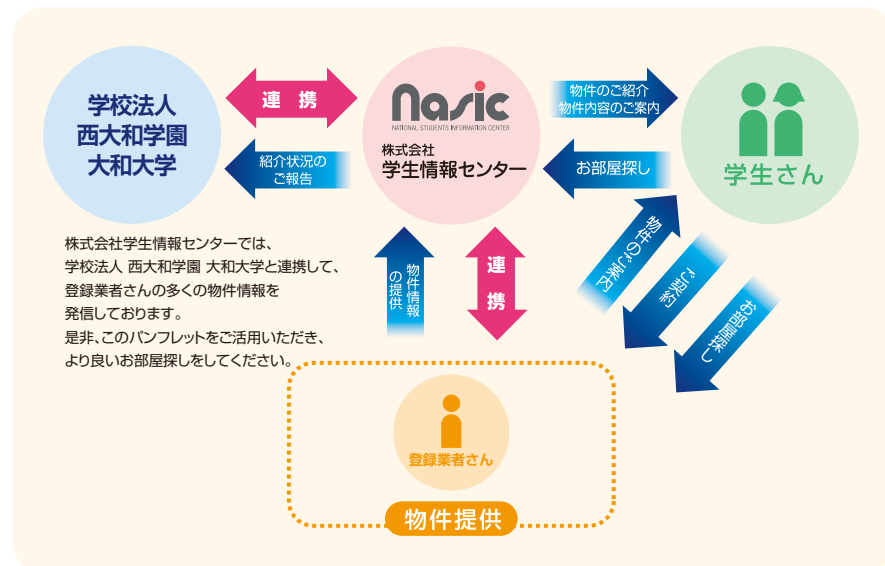 学校法人
西大和学園
大和大学
連 携
紹介状況の
ご報告
nasic
NATIONAL STUDENTS INFORMATION CENTER
株式会社
学生情報センター
物件のご紹介
物件内容のご案内
お部屋探し
学生さん
株式会社学生情報センターでは、
学校法人 西大和学園 大和大学と連携して、
登録業者さんの多くの物件情報を
発信しております。
是非、このパンフレットをご活用いただき、
より良いお部屋探しをしてください。
物件情報
の提供
連 携
物件のご案内
ご契約
お部屋探し
登録業者さん
物件提供